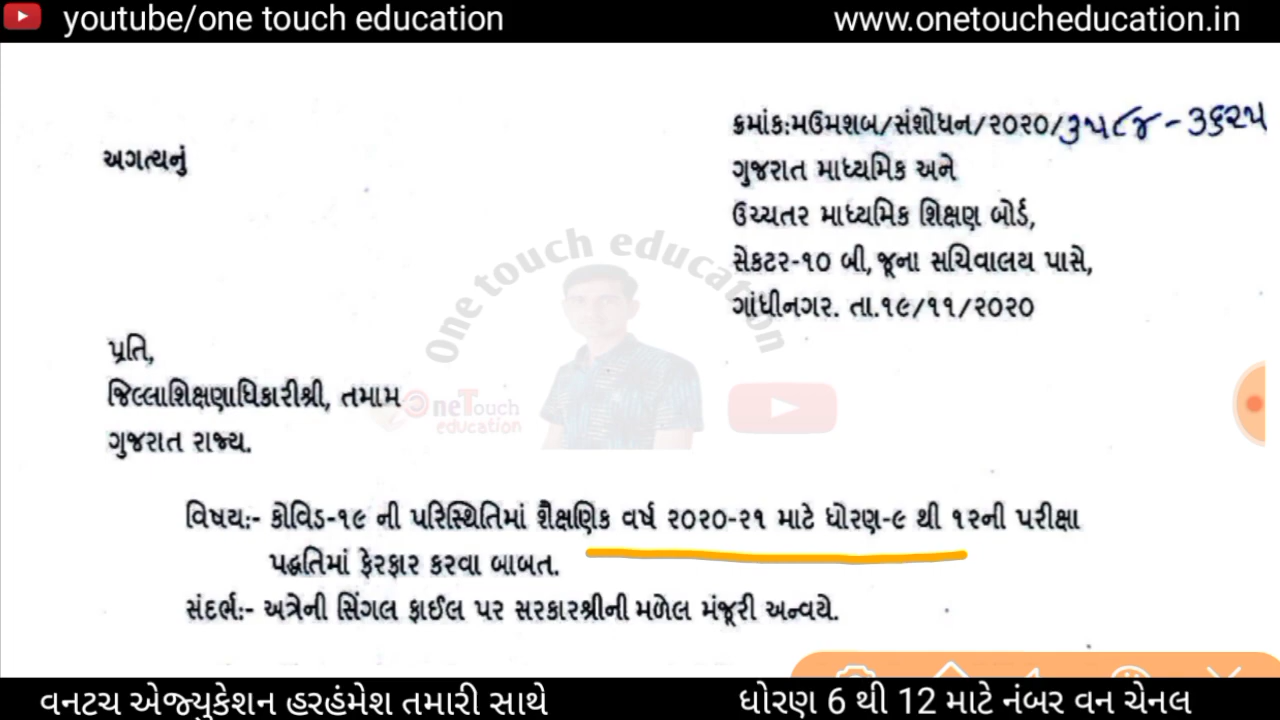 youtube/one touch education
www.onetoucheducation.in
ક્રમાંક:મઉમશબ/સંશોધન/૨૦૨૦/૩૫૮૪-૩૬૨૫
અગત્યનું
ગુજરાત માધ્યમિક અને
ઉચ્ચતર માધ્યમિક શિક્ષણ બોર્ડ,
સેકટર-૧૦ બી, જૂના સચિવાલય પાસે,
ગાંધીનગર. તા.૧૯/૧૧/૨૦૨૦
One touch education
પ્રતિ,
જિલ્લાશિક્ષણાધિકારીશ્રી, તમામ
ગુજરાત રાજ્ય.
OneTouch
education
વિષય:- કોવિડ-૧૯ ની પરિસ્થિતિમાં શૈક્ષણિક વર્ષ ૨૦૨૦-૨૧ માટે ધોરણ-૯ થી ૧૨ની પરીક્ષા
પદ્ધતિમાં ફેરફાર કરવા બાબત.
સંદર્ભ:- અત્રેની સિંગલ ફાઈલ પર સરકારશ્રીની મળેલ મંજૂરી અન્વયે.
વનટચ એજ્યુકેશન હરહંમેશ તમારી સાથે
ધોરણ 6 થી 12 માટે નંબર વન ચેનલ